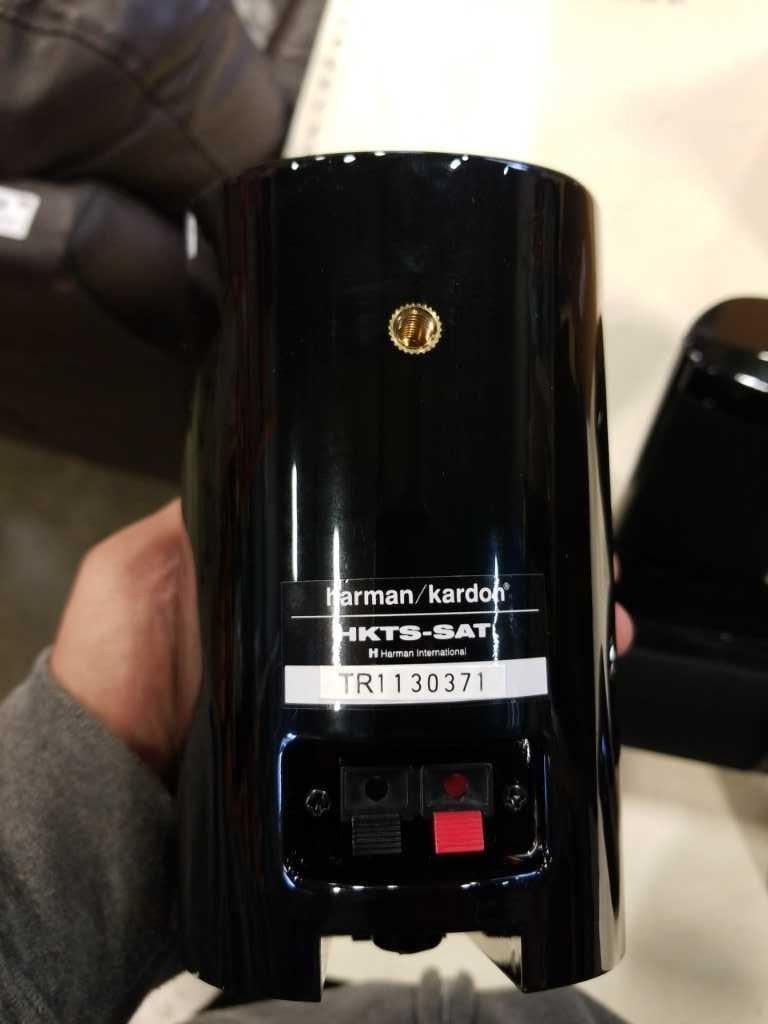 harman/kardon®
HKTS-SAT
H Harman International
TR1130371